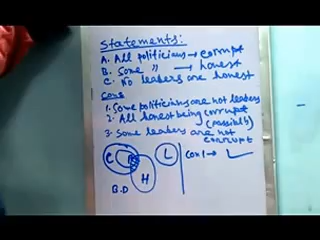 Statements:
A. All politicians → corrupt
B. Some " → honest
C. No leaders are honest
Cons
1. Some politicians are not leaders
2. All honest being corrupt
(possibly)
3. Some leaders are not
corrupt
C P L Con 1 →
H
B.D